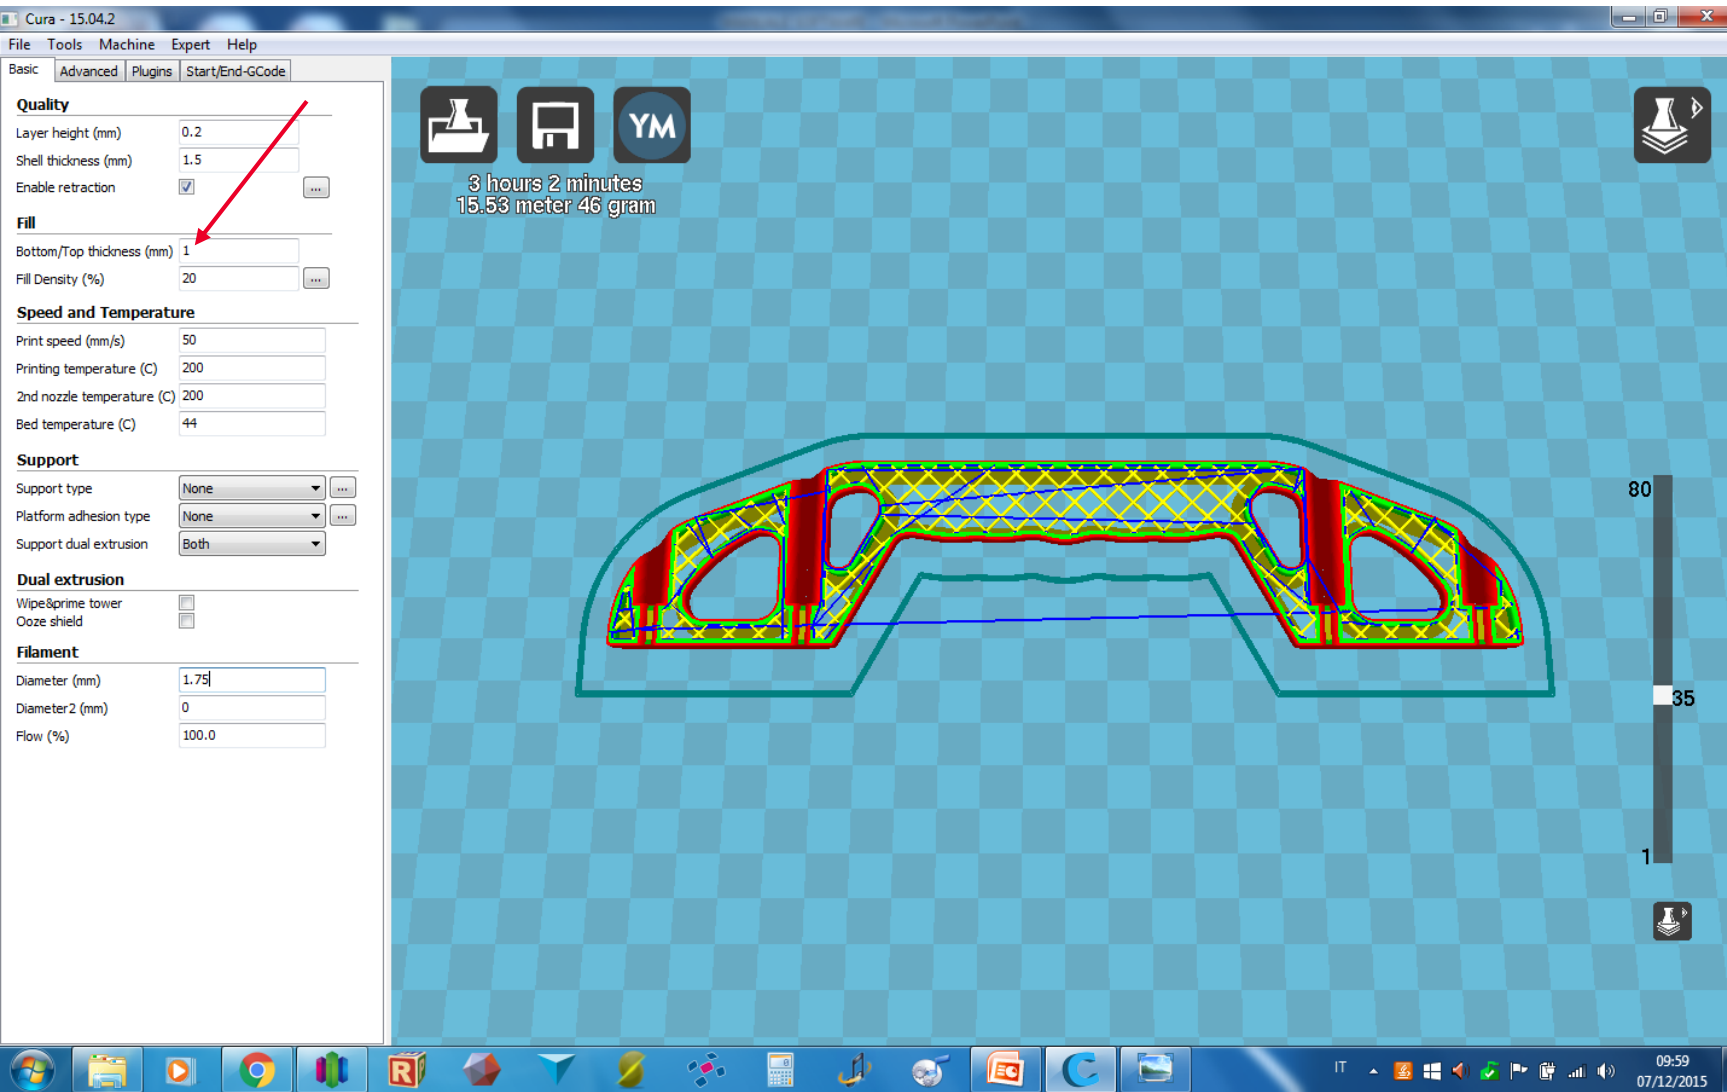 Cura - 15.04.2
File Tools Machine Expert Help
Basic Advanced Plugins Start/End-GCode
Quality
Layer height (mm) 0.2
Shell thickness (mm) 1.5
Enable retraction ...
Fill
Bottom/Top thickness (mm) 1
Fill Density (%) 20 ...
Speed and Temperature
Print speed (mm/s) 50
Printing temperature (C) 200
2nd nozzle temperature (C) 200
Bed temperature (C) 44
Support
Support type None ...
Platform adhesion type None ...
Support dual extrusion Both
Dual extrusion
Wipe&prime tower
Ooze shield
Filament
Diameter (mm) 1.75
Diameter2 (mm) 0
Flow (%) 100.0
YM
3 hours 2 minutes
15.53 meter 46 gram
80
35
1
IT
09:59
07/12/2015